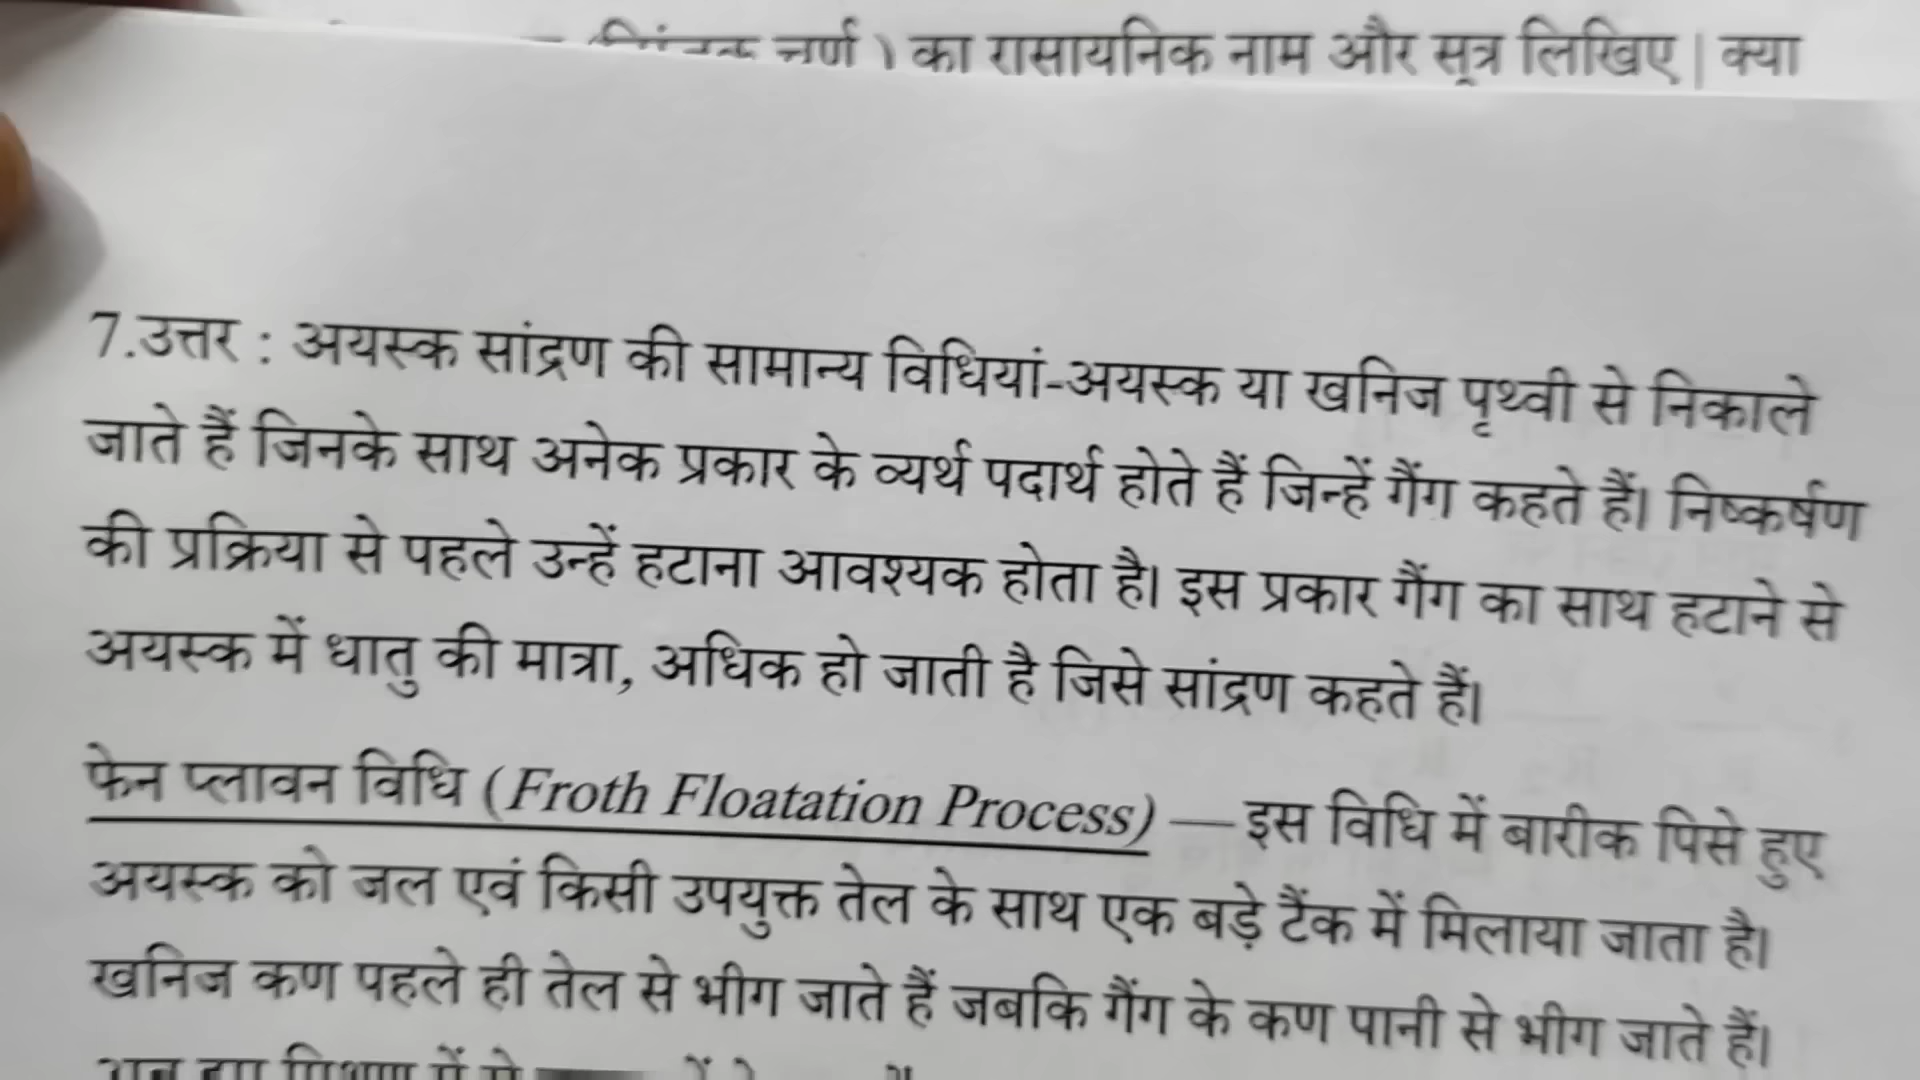 चूर्ण ) का रासायनिक नाम और सूत्र लिखिए | क्या
7.उत्तर : अयस्क सांद्रण की सामान्य विधियां-अयस्क या खनिज पृथ्वी से निकाले
जाते हैं जिनके साथ अनेक प्रकार के व्यर्थ पदार्थ होते हैं जिन्हें गैंग कहते हैं। निष्कर्षण
की प्रक्रिया से पहले उन्हें हटाना आवश्यक होता है। इस प्रकार गैंग का साथ हटाने से
अयस्क में धातु की मात्रा, अधिक हो जाती है जिसे सांद्रण कहते हैं।
फेन प्लावन विधि (Froth Floatation Process) —इस विधि में बारीक पिसे हुए
अयस्क को जल एवं किसी उपयुक्त तेल के साथ एक बड़े टैंक में मिलाया जाता है।
खनिज कण पहले ही तेल से भीग जाते हैं जबकि गैंग के कण पानी से भीग जाते हैं।